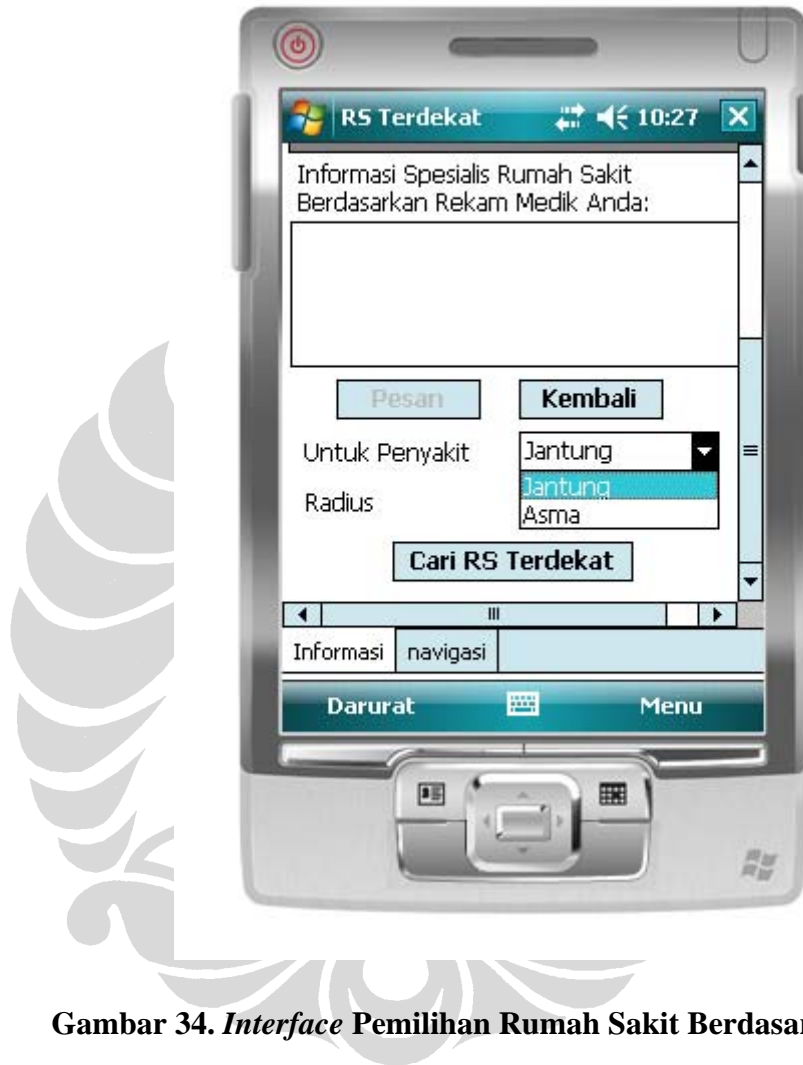 RS Terdekat 10:27
Informasi Spesialis Rumah Sakit
Berdasarkan Rekam Medik Anda:
Pesan Kembali
Untuk Penyakit Jantung
Jantung
Radius
Asma
Cari RS Terdekat
Informasi navigasi
Darurat Menu
Gambar 34. Interface Pemilihan Rumah Sakit